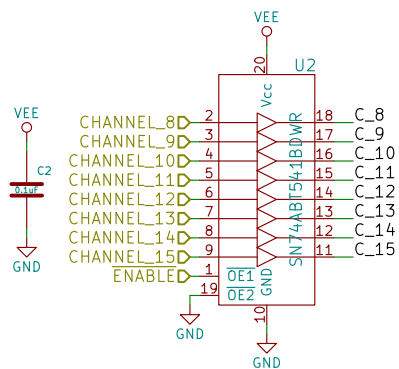 VEE
U2
20
Vcc
CHANNEL_8 2 18 C_8
CHANNEL_9 3 17 C_9
CHANNEL_10 4 16 C_10
CHANNEL_11 5 15 C_11
CHANNEL_12 6 14 C_12
CHANNEL_13 7 13 C_13
CHANNEL_14 8 12 C_14
CHANNEL_15 9 11 C_15
ENABLE 1 OE1
19 OE2
GND
SN74ABT541BDWR
10
GND
GND
VEE
C2
0.1uF
GND